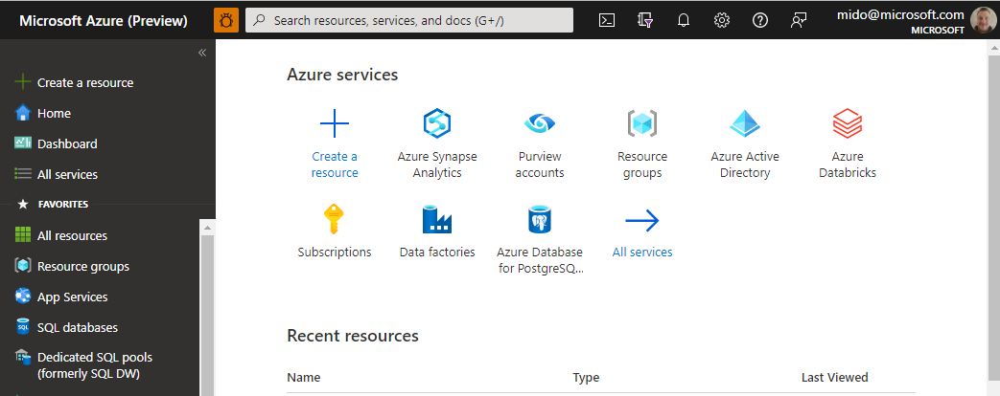 Microsoft Azure (Preview)
Search resources, services, and docs (G+/)
mido@microsoft.com
MICROSOFT
Create a resource
Home
Dashboard
All services
FAVORITES
All resources
Resource groups
App Services
SQL databases
Dedicated SQL pools
(formerly SQL DW)
Azure services
Create a
resource
Azure Synapse
Analytics
Purview
accounts
Resource
groups
Azure Active
Directory
Azure
Databricks
Subscriptions
Data factories
Azure Database
for PostgreSQ...
All services
Recent resources
Name
Type
Last Viewed